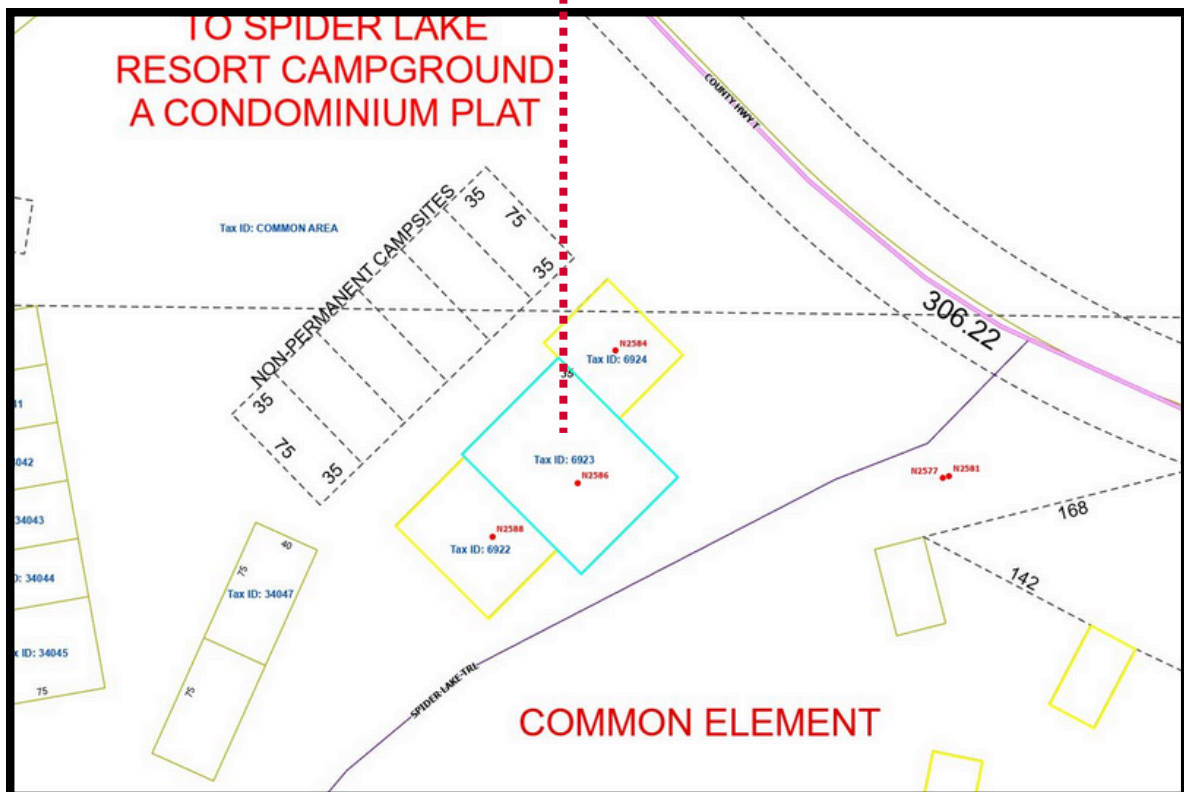 TO SPIDER LAKE
RESORT CAMPGROUND
A CONDOMINIUM PLAT
COUNTY HWY T
Tax ID: COMMON AREA
NON-PERMANENT CAMPSITES
35
75
35
35
75
35
306.22
N2584
Tax ID: 6924
35
Tax ID: 6923
N2586
N2588
Tax ID: 6922
N2577
N2581
168
142
41
042
34043
D: 34044
x ID: 34045
75
40
75
Tax ID: 34047
75
SPIDER-LAKE-TRL
COMMON ELEMENT